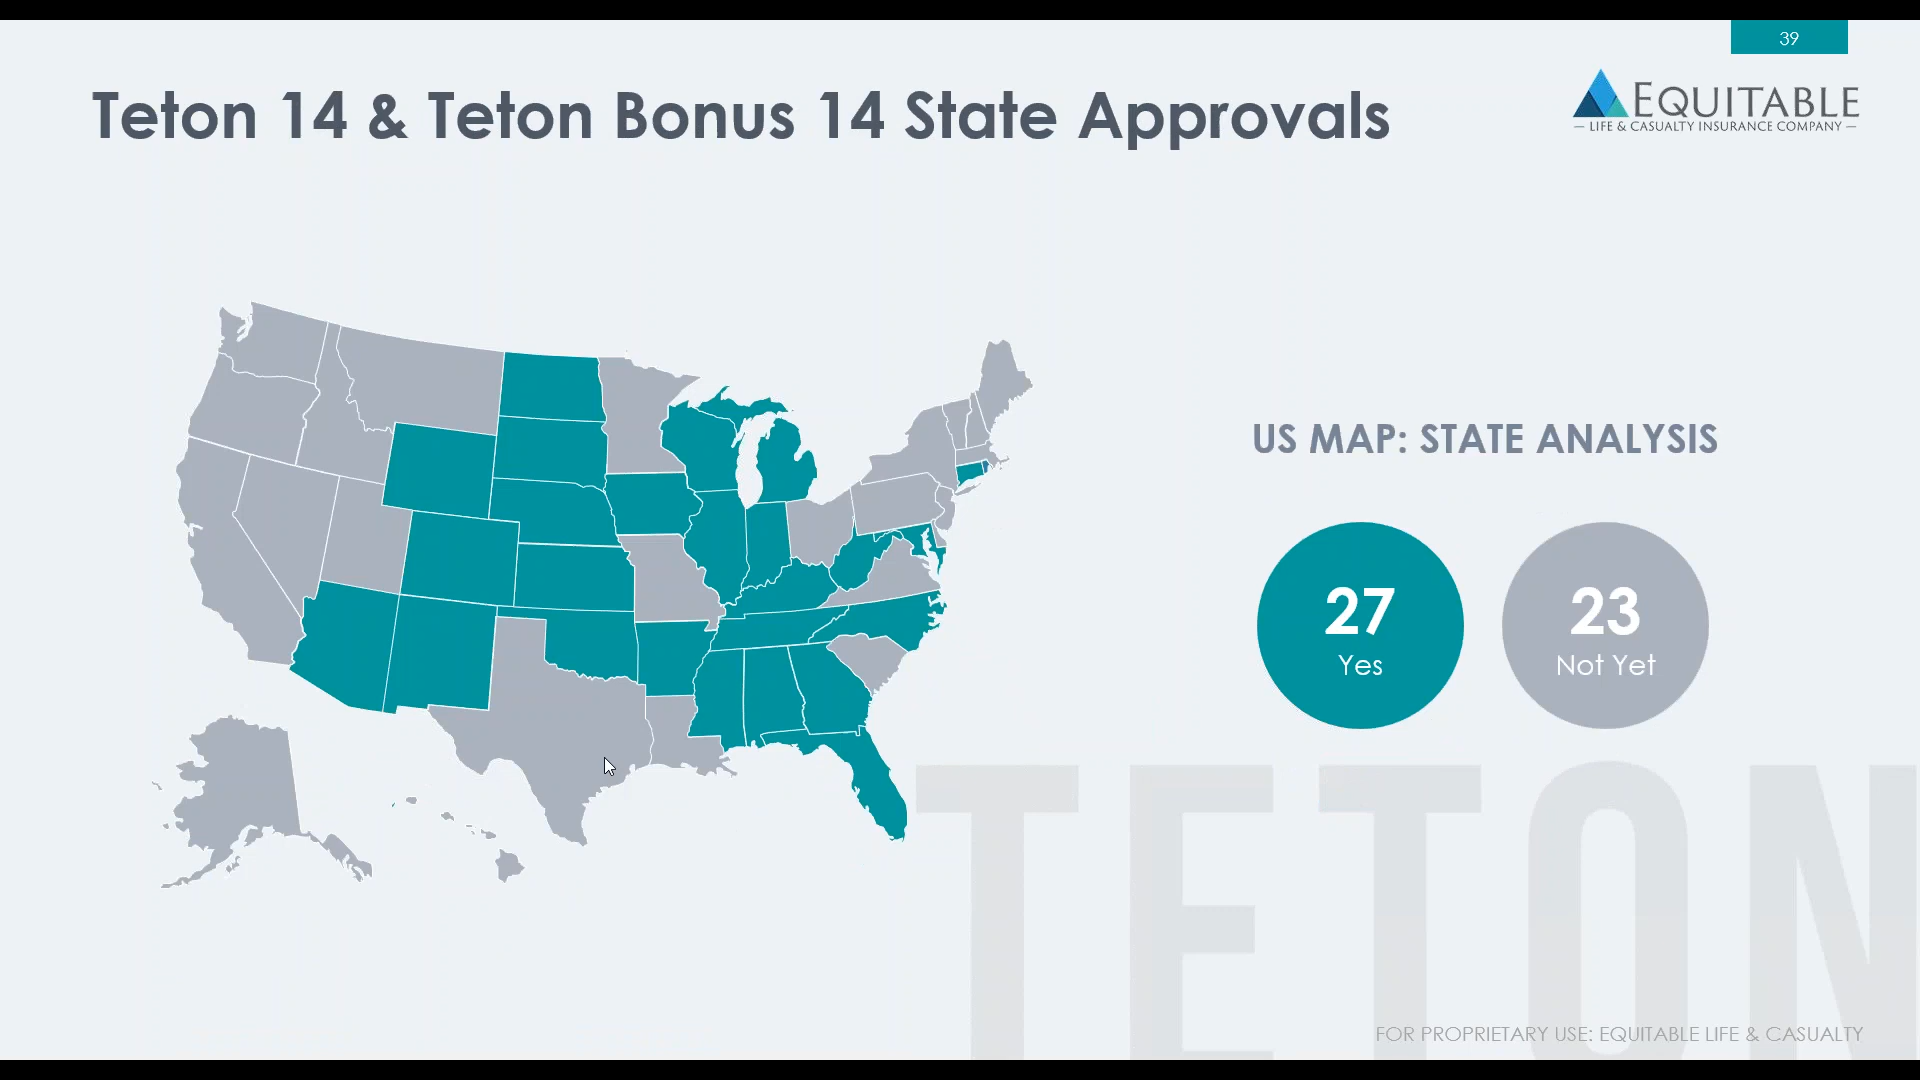 39
Teton 14 & Teton Bonus 14 State Approvals
EQUITABLE
LIFE & CASUALTY INSURANCE COMPANY
US MAP: STATE ANALYSIS
27
Yes
23
Not Yet
TETON
FOR PROPRIETARY USE: EQUITABLE LIFE & CASUALTY